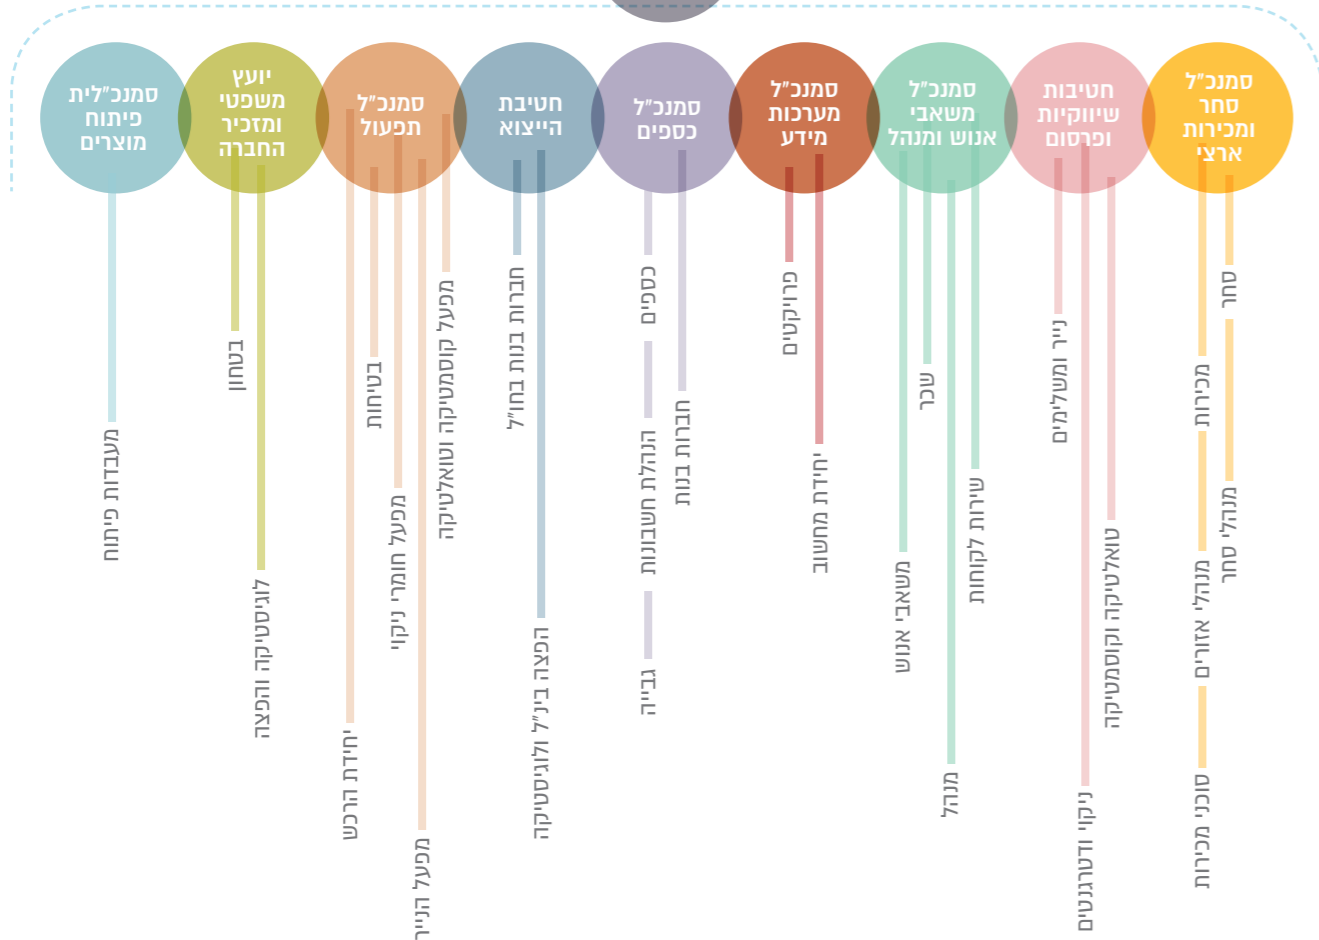 סמנכ"ל
סחר
ומכירות
ארצי
חטיבות
שיווקיות
ופרסום
סמנכ"ל
משאבי
אנוש ומנהל
סמנכ"ל
מערכות
מידע
סמנכ"ל
כספים
חטיבת
הייצוא
סמנכ"ל
תפעול
יועץ
משפטי
ומזכיר
החברה
סמנכ"לית
פיתוח
מוצרים
סחר
מנהלי סחר
מכירות
מנהלי אזורים
סוכני מכירות
טואלטיקה וקוסמטיקה
ניקוי ודטרגנטים
נייר ומשלימים
שירות לקוחות
מנהל
שכר
משאבי אנוש
יחידת מחשוב
פרויקטים
חברות בנות
כספים
הנהלת חשבונות
גבייה
הפצה בינ"ל ולוגיסטיקה
חברות בנות בחו"ל
מפעל קוסמטיקה וטואלטיקה
מפעל הנייר
מפעל חומרי ניקוי
בטיחות
יחידת הרכש
לוגיסטיקה והפצה
בטחון
מעבדות פיתוח